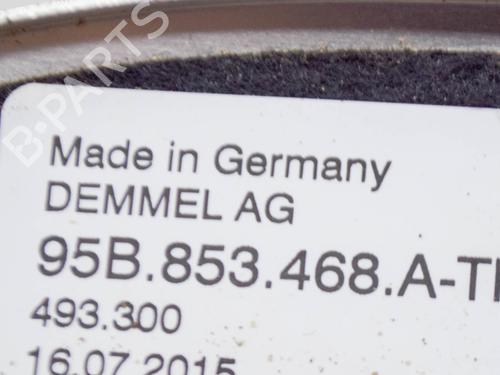 B-PARTS
Made in Germany
DEMMEL AG
95B.853.468.A-
493.300
16.07.2015